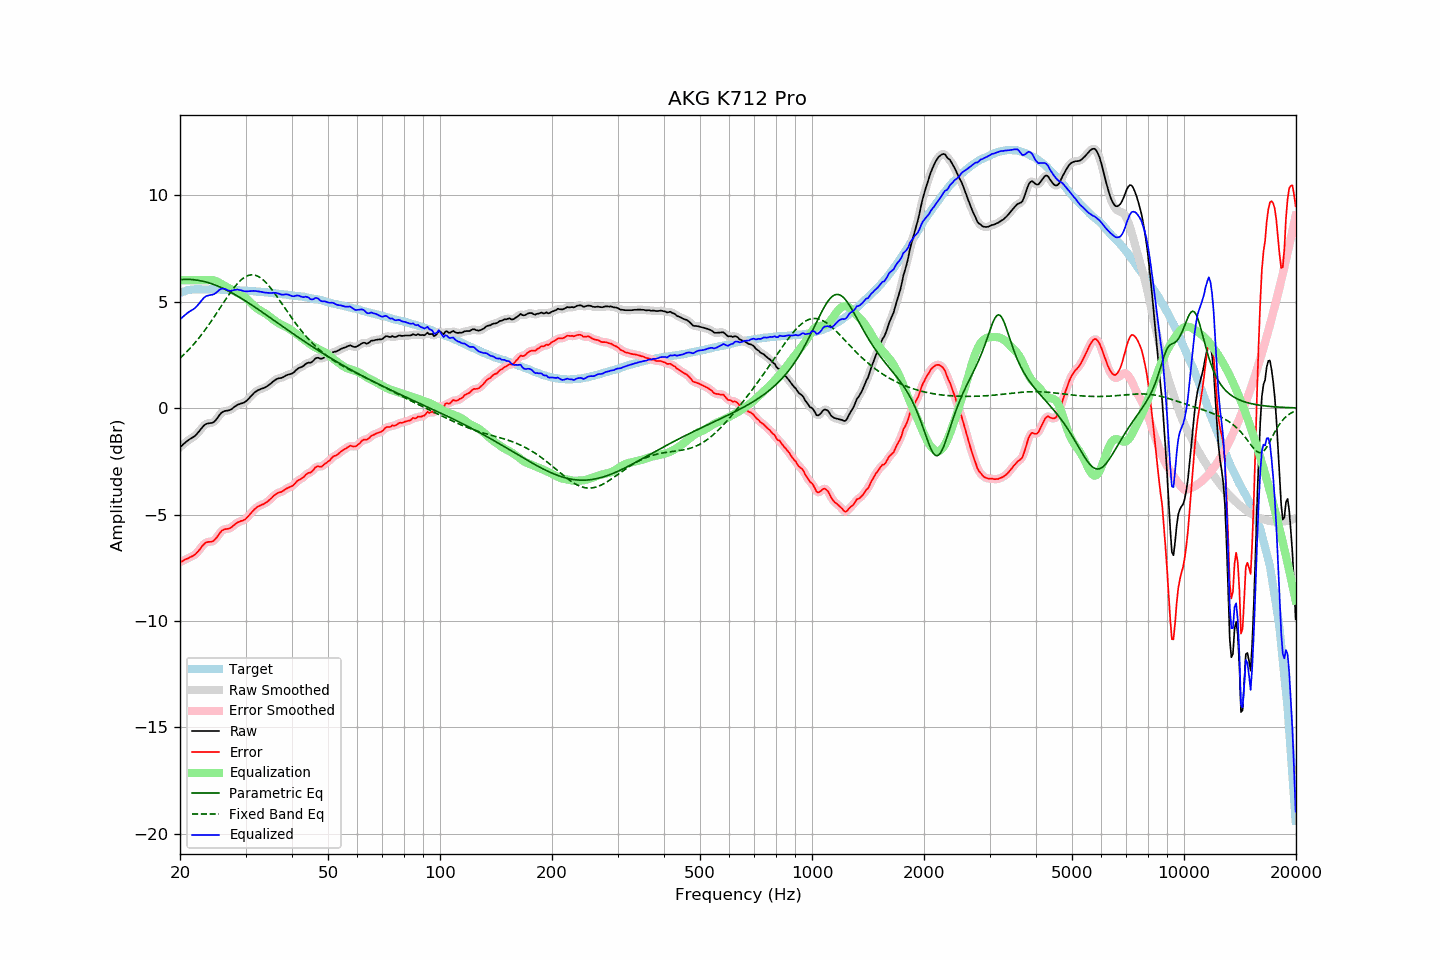 AKG K712 Pro
Amplitude (dBr)
10
5
0
−5
−10
−15
−20
Target
Raw Smoothed
Error Smoothed
Raw
Error
Equalization
Parametric Eq
Fixed Band Eq
Equalized
20 50 100 200 500 1000 2000 5000 10000 20000
Frequency (Hz)